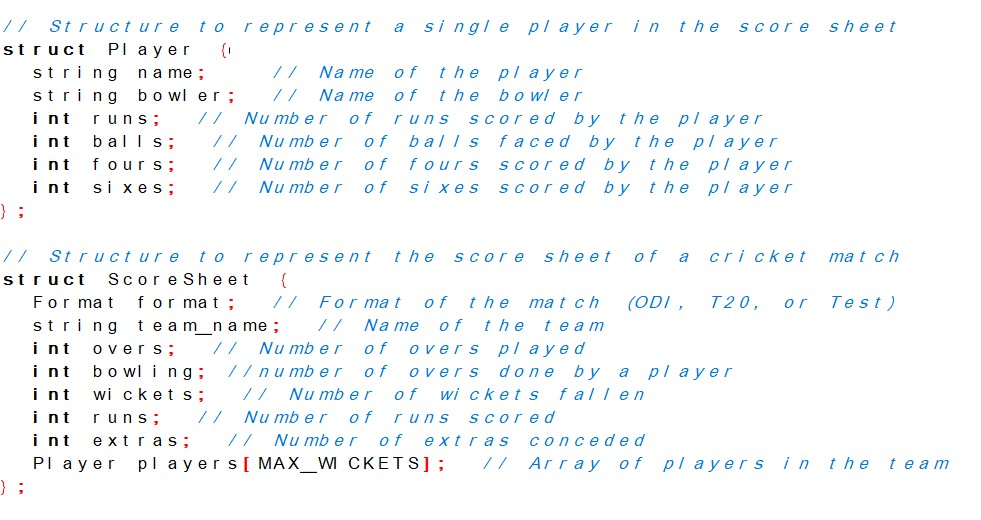 // Structure to represent a single player in the score sheet
struct Player {
string name; // Name of the player
string bowler; // Name of the bowler
int runs; // Number of runs scored by the player
int balls; // Number of balls faced by the player
int fours; // Number of fours scored by the player
int sixes; // Number of sixes scored by the player
};
// Structure to represent the score sheet of a cricket match
struct ScoreSheet {
Format format; // Format of the match (ODI, T20, or Test)
string team_name; // Name of the team
int overs; // Number of overs played
int bowling; //number of overs done by a player
int wickets; // Number of wickets fallen
int runs; // Number of runs scored
int extras; // Number of extras conceded
Player players[MAX_WICKETS]; // Array of players in the team
};